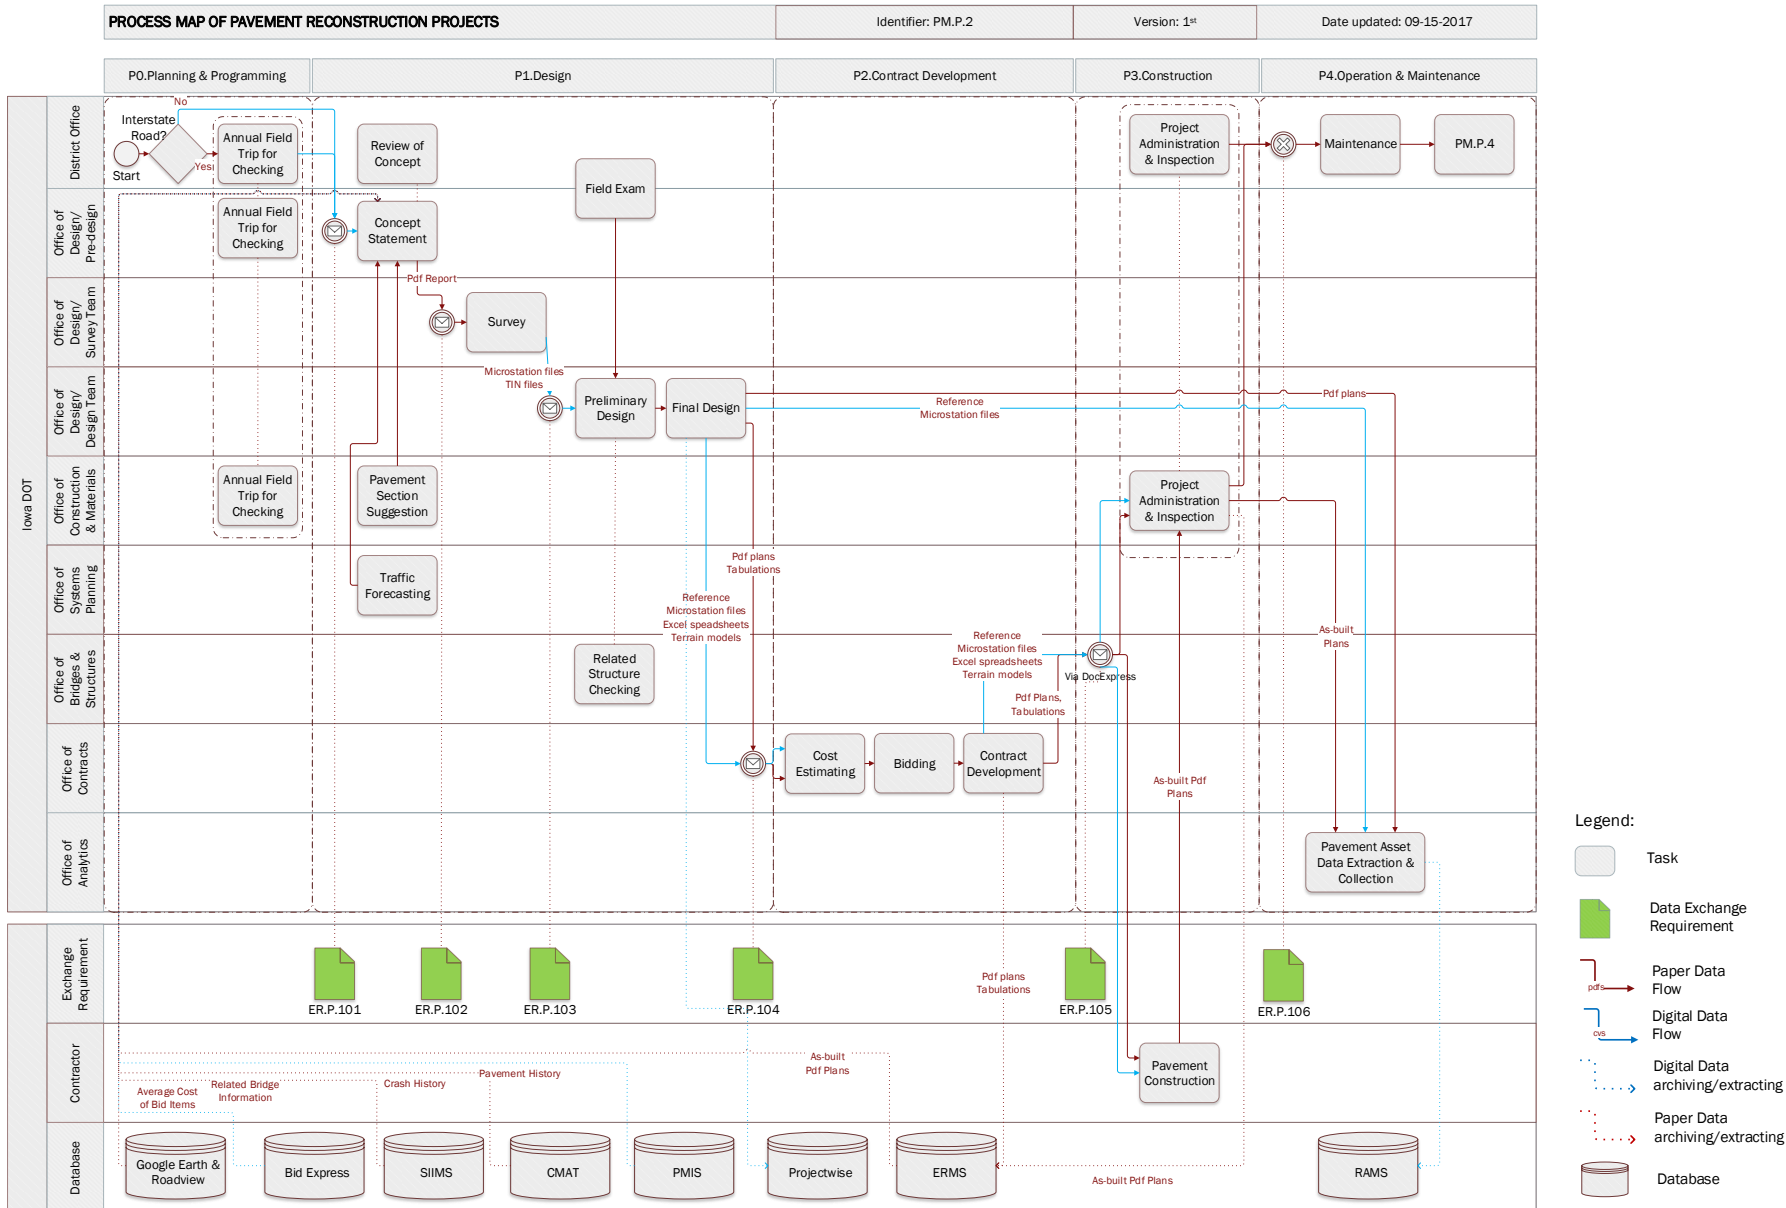 PROCESS MAP OF PAVEMENT RECONSTRUCTION PROJECTS
Identifier: PM.P.2
Version: 1st
Date updated: 09-15-2017
P0.Planning & Programming
P1.Design
P2.Contract Development
P3.Construction
P4.Operation & Maintenance
Iowa DOT
District Office
No
Interstate
Road?
Yes
Start
Annual Field
Trip for
Checking
Review of
Concept
Field Exam
Project
Administration
& Inspection
Maintenance
PM.P.4
Office of
Design/
Pre-design
Annual Field
Trip for
Checking
Concept
Statement
Pdf Report
Office of
Design/
Survey Team
Survey
Microstation files
TIN files
Office of
Design/
Design Team
Preliminary
Design
Final Design
Reference
Microstation files
Pdf plans
Office of
Construction
& Materials
Annual Field
Trip for
Checking
Pavement
Section
Suggestion
Project
Administration
& Inspection
Office of
Systems
Planning
Traffic
Forecasting
Pdf plans
Tabulations
Reference
Microstation files
Excel speadsheets
Terrain models
Office of
Bridges &
Structures
Related
Structure
Checking
Reference
Microstation files
Excel spreadsheets
Terrain models
Via DocExpress
Pdf Plans,
Tabulations
As-built
Plans
Office of
Contracts
Cost
Estimating
Bidding
Contract
Development
As-built Pdf
Plans
Office of
Analytics
Pavement Asset
Data Extraction &
Collection
Exchange
Requirement
ER.P.101
ER.P.102
ER.P.103
ER.P.104
Pdf plans
Tabulations
ER.P.105
ER.P.106
Contractor
Average Cost
of Bid Items
Related Bridge
Information
Crash History
Pavement History
As-built
Pdf Plans
Pavement
Construction
Database
Google Earth &
Roadview
Bid Express
SIIMS
CMAT
PMIS
Projectwise
ERMS
As-built Pdf Plans
RAMS
Legend:
Task
Data Exchange
Requirement
pdfs
Paper Data
Flow
cvs
Digital Data
Flow
Digital Data
archiving/extracting
Paper Data
archiving/extracting
Database